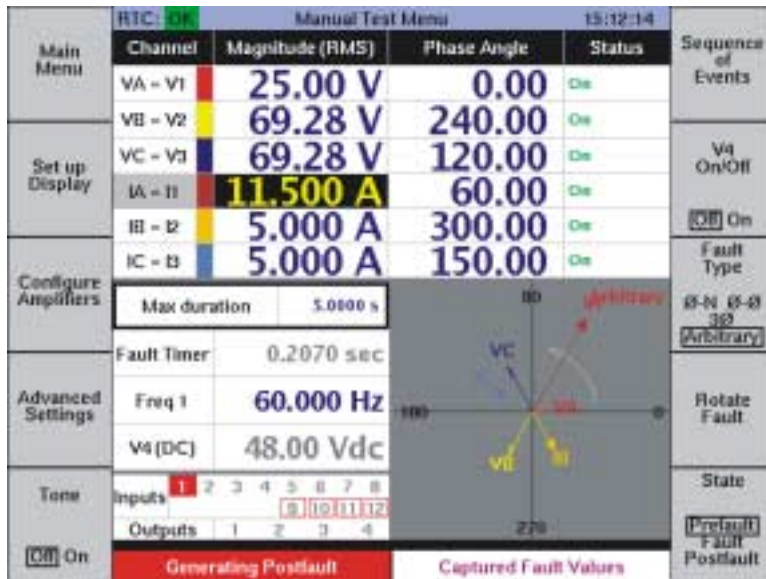 RTC: OK Manual Test Menu 15:12:14
Main Menu
Set up Display
Configure Amplifiers
Advanced Settings
Tone
Off On
Channel Magnitude (RMS) Phase Angle Status
VA = V1 25.00 V 0.00 On
VB = V2 69.28 V 240.00 On
VC = V3 69.28 V 120.00 On
IA = I1 11.500 A 60.00 On
IB = I2 5.000 A 300.00 On
IC = I3 5.000 A 150.00 On
Max duration 5.0000 s
Fault Timer 0.2070 sec
Freq 1 60.000 Hz
V4 (DC) 48.00 Vdc
Inputs 1 2 3 4 5 6 7 8
9 10 11 12
Outputs 1 2 3 4
90
Arbitrary
VC
180 VA 0
VB BI
270
Generating Postfault Captured Fault Values
Sequence of Events
V4 On/Off
Off On
Fault Type
Ø-N Ø-Ø
3Ø
Arbitrary
Rotate Fault
State
Prefault
Fault
Postfault